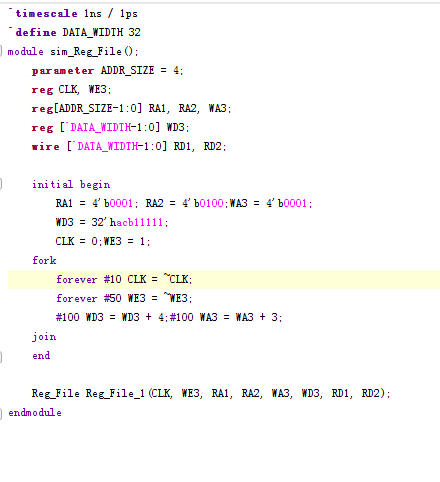 `timescale 1ns / 1ps
`define DATA_WIDTH 32
module sim_Reg_File();
parameter ADDR_SIZE = 4;
reg CLK, WE3;
reg[ADDR_SIZE-1:0] RA1, RA2, WA3;
reg [`DATA_WIDTH-1:0] WD3;
wire [`DATA_WIDTH-1:0] RD1, RD2;
initial begin
RA1 = 4'b0001; RA2 = 4'b0100;WA3 = 4'b0001;
WD3 = 32'hacb11111;
CLK = 0;WE3 = 1;
fork
forever #10 CLK = ~CLK;
forever #50 WE3 = ~WE3;
#100 WD3 = WD3 + 4;#100 WA3 = WA3 + 3;
join
end
Reg_File Reg_File_1(CLK, WE3, RA1, RA2, WA3, WD3, RD1, RD2);
endmodule